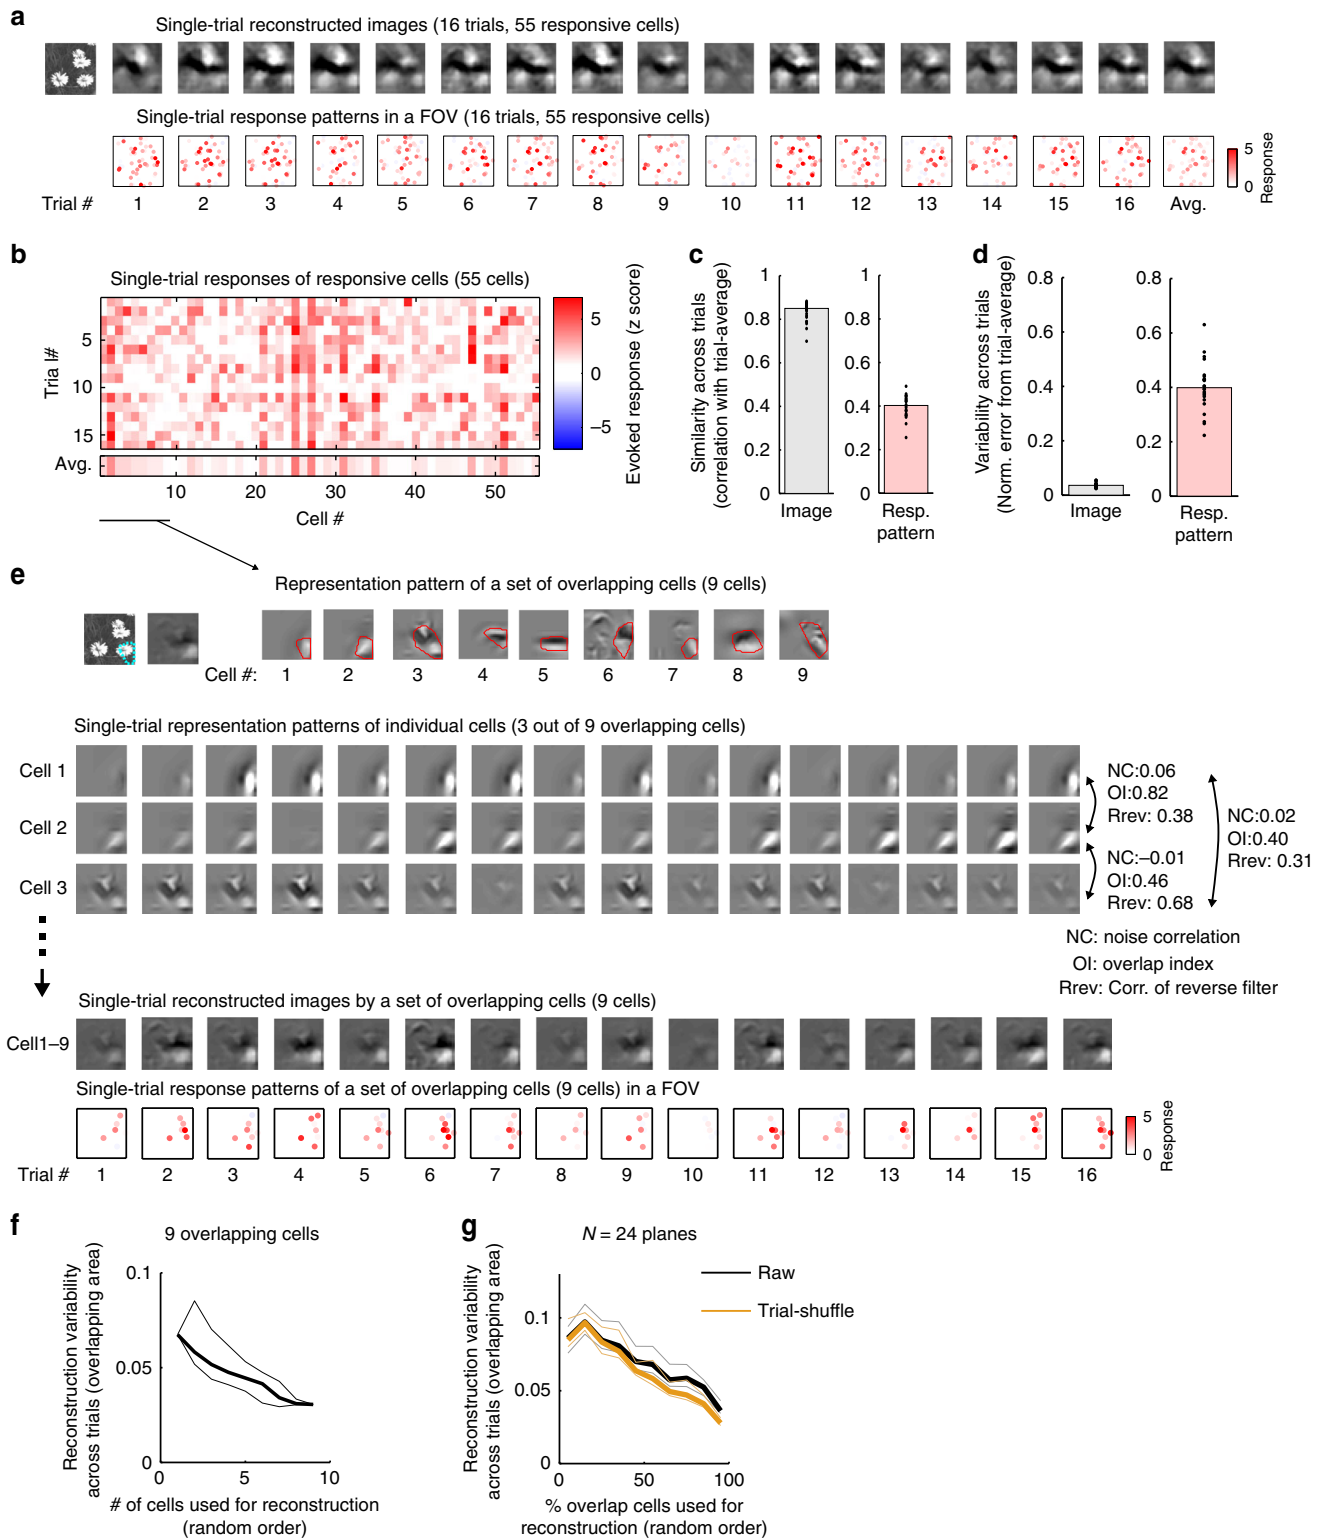 a
Single-trial reconstructed images (16 trials, 55 responsive cells)
Single-trial response patterns in a FOV (16 trials, 55 responsive cells)
5
0
Response
Trial # 1 2 3 4 5 6 7 8 9 10 11 12 13 14 15 16 Avg.
b
Single-trial responses of responsive cells (55 cells)
Tria l#
5
10
15
Avg.
10 20 30 40 50
Cell #
5
0
−5
Evoked response (z score)
c
Similarity across trials
(correlation with trial-average)
1
0.8
0.6
0.4
0.2
0
Image
1
0.8
0.6
0.4
0.2
0
Resp.
pattern
d
Variability across trials
(Norm. error from trial-average)
0.8
0.6
0.4
0.2
0
Image
0.8
0.6
0.4
0.2
0
Resp.
pattern
e
Representation pattern of a set of overlapping cells (9 cells)
Cell #: 1 2 3 4 5 6 7 8 9
Single-trial representation patterns of individual cells (3 out of 9 overlapping cells)
Cell 1
Cell 2
Cell 3
NC:0.06
OI:0.82
Rrev: 0.38
NC:−0.01
OI:0.46
Rrev: 0.68
NC:0.02
OI:0.40
Rrev: 0.31
NC: noise correlation
OI: overlap index
Rrev: Corr. of reverse filter
Single-trial reconstructed images by a set of overlapping cells (9 cells)
Cell1–9
Single-trial response patterns of a set of overlapping cells (9 cells) in a FOV
5
0
Response
Trial # 1 2 3 4 5 6 7 8 9 10 11 12 13 14 15 16
f
9 overlapping cells
Reconstruction variability
across trials (overlapping area)
0.1
0.05
0
0 5 10
# of cells used for reconstruction
(random order)
g
N = 24 planes
Reconstruction variability
across trials (overlapping area)
0.1
0.05
0
0 50 100
% overlap cells used for
reconstruction (random order)
Raw
Trial-shuffle